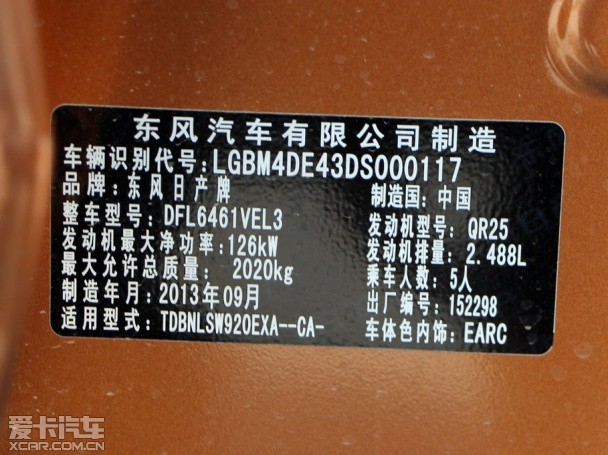 东风汽车有限公司制造
车辆识别代号:LGBM4DE43DS000117
品牌:东风日产牌 制造国:中国
整车型号:DFL6461VEL3 发动机型号:QR25
发动机最大净功率:126kW 发动机排量:2.488L
最大允许总质量: 2020kg 乘车人数:5人
制造年月:2013年09月 出厂编号:152298
适用型式:TDBNLSW920EXA--CA- 车体色内饰:EARC
爱卡汽车
XCAR.COM.CN